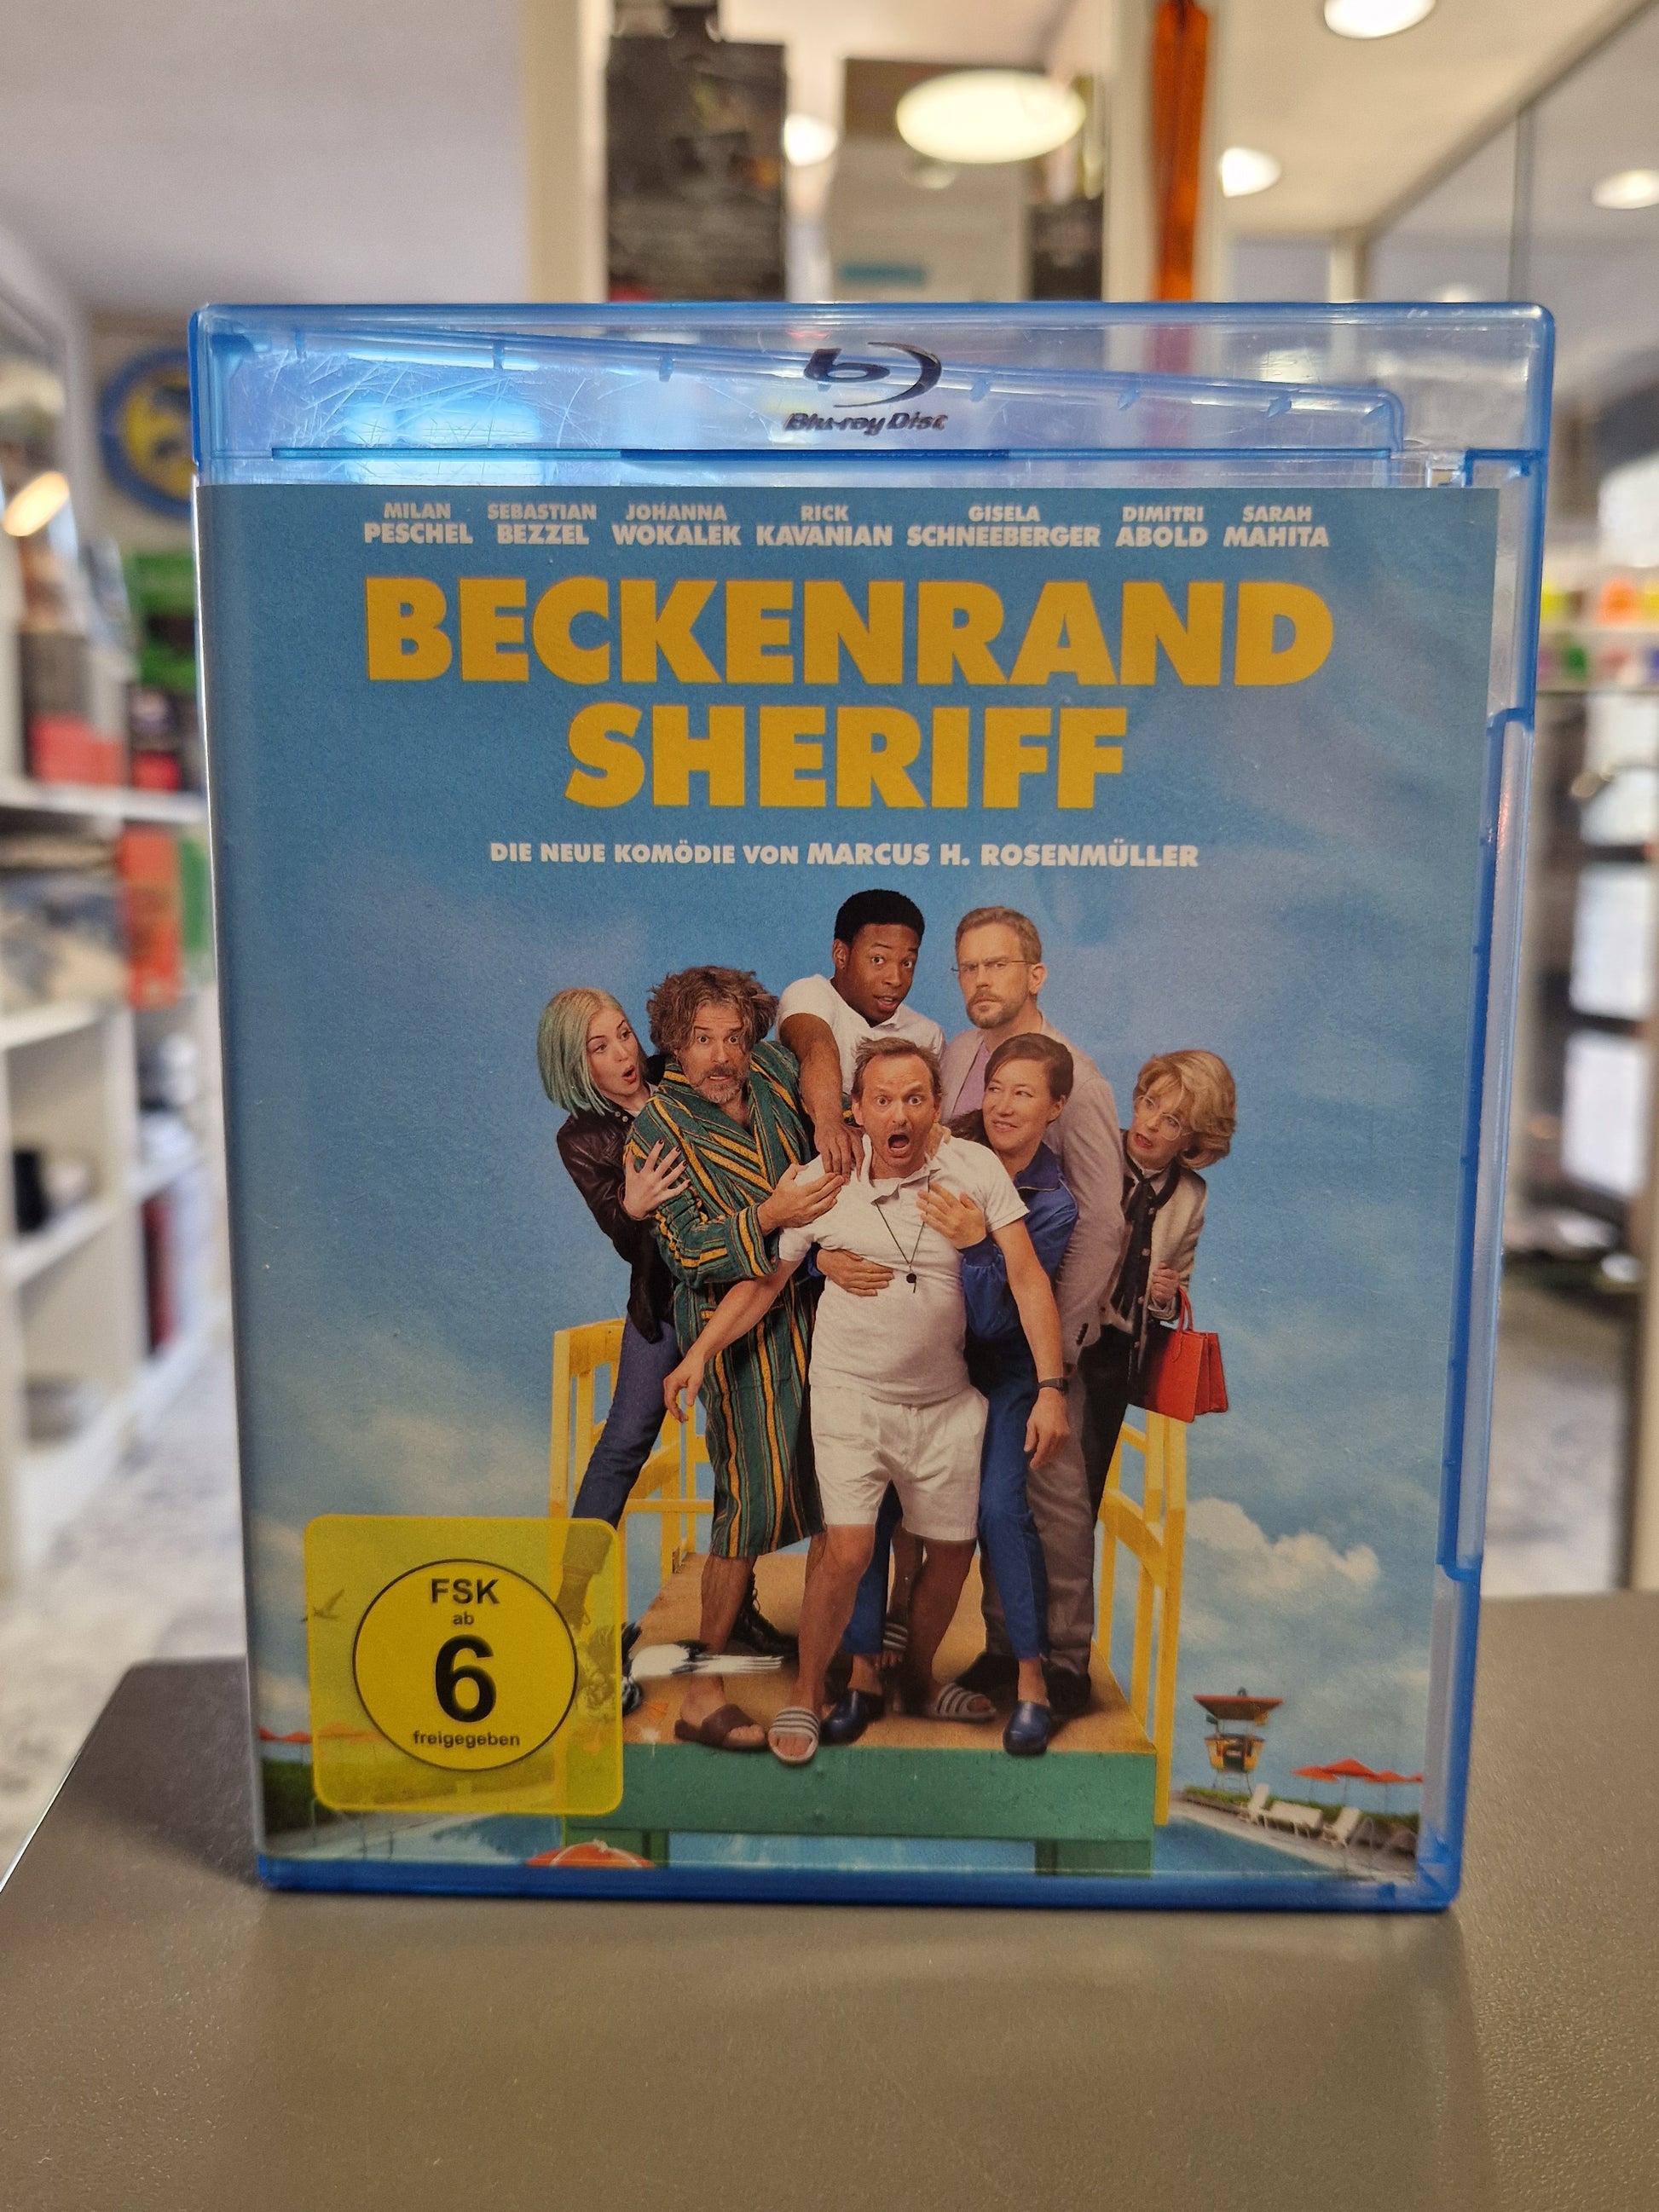 Blu-ray Disc
MILAN PESCHEL SEBASTIAN BEZZEL JOHANNA WOKALEK RICK KAVANIAN GISELA SCHNEEBERGER DIMITRI ABOLD SARAH MAHITA
BECKENRAND
SHERIFF
DIE NEUE KOMÖDIE VON MARCUS H. ROSENMÜLLER
FSK
ab
6
freigegeben